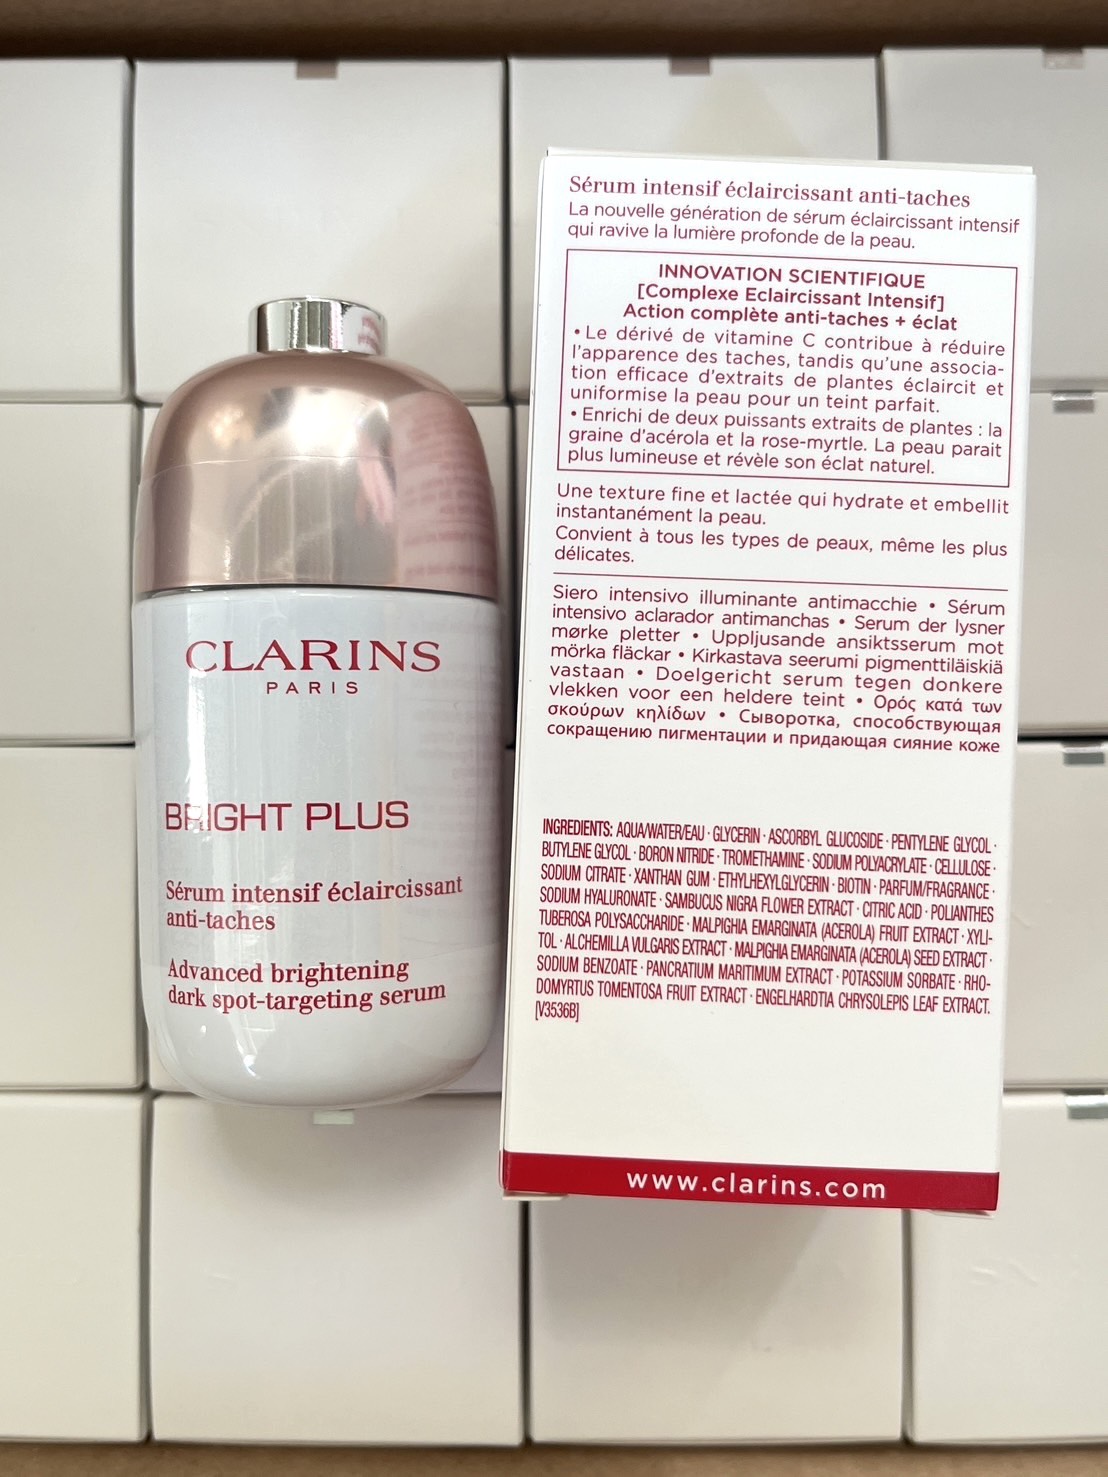 CLARINS
PARIS
BRIGHT PLUS
Sérum intensif éclaircissant
anti-taches
Advanced brightening
dark spot-targeting serum
Sérum intensif éclaircissant anti-taches
La nouvelle génération de sérum éclaircissant intensif
qui ravive la lumière profonde de la peau.
INNOVATION SCIENTIFIQUE
[Complexe Eclaircissant Intensif]
Action complète anti-taches + éclat
• Le dérivé de vitamine C contribue à réduire
l'apparence des taches, tandis qu'une associa-
tion efficace d'extraits de plantes éclaircit et
uniformise la peau pour un teint parfait.
• Enrichi de deux puissants extraits de plantes : la
graine d'acérola et la rose-myrtle. La peau parait
plus lumineuse et révèle son éclat naturel.
Une texture fine et lactée qui hydrate et embellit
instantanément la peau.
Convient à tous les types de peaux, même les plus
délicates.
Siero intensivo illuminante antimacchie • Sérum
intensivo aclarador antimanchas • Serum der lysner
mørke pletter • Uppljusande ansiktsserum mot
mörka fläckar • Kirkastava seerumi pigmenttiläiskiä
vastaan • Doelgericht serum tegen donkere
vlekken voor een heldere teint • Ορός κατά των
σκούρων κηλίδων • Сыворотка, способствующая
сокращению пигментации и придающая сияние коже
INGREDIENTS: AQUA/WATER/EAU · GLYCERIN · ASCORBYL GLUCOSIDE · PENTYLENE GLYCOL ·
BUTYLENE GLYCOL · BORON NITRIDE · TROMETHAMINE · SODIUM POLYACRYLATE · CELLULOSE ·
SODIUM CITRATE · XANTHAN GUM · ETHYLHEXYLGLYCERIN · BIOTIN · PARFUM/FRAGRANCE ·
SODIUM HYALURONATE · SAMBUCUS NIGRA FLOWER EXTRACT · CITRIC ACID · POLIANTHES
TUBEROSA POLYSACCHARIDE · MALPIGHIA EMARGINATA (ACEROLA) FRUIT EXTRACT · XYLI-
TOL · ALCHEMILLA VULGARIS EXTRACT · MALPIGHIA EMARGINATA (ACEROLA) SEED EXTRACT ·
SODIUM BENZOATE · PANCRATIUM MARITIMUM EXTRACT · POTASSIUM SORBATE · RHO-
DOMYRTUS TOMENTOSA FRUIT EXTRACT · ENGELHARDTIA CHRYSOLEPIS LEAF EXTRACT.
[V3536B]
www.clarins.com